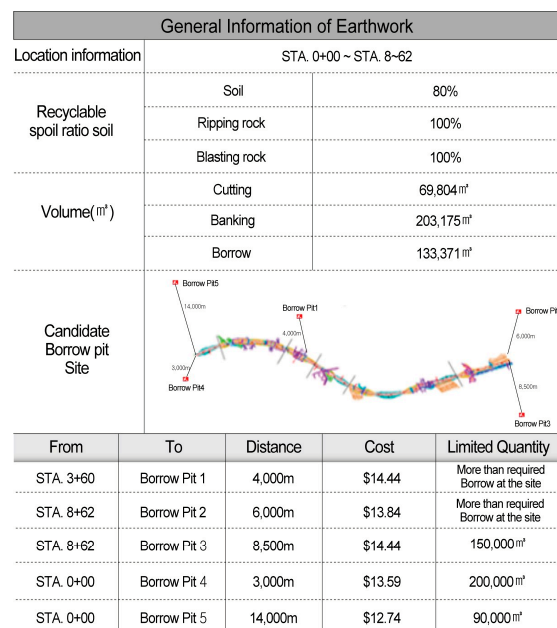 General Information of Earthwork
Location information STA. 0+00 ~ STA. 8~62
Recyclable
spoil ratio soil
Soil 80%
Ripping rock 100%
Blasting rock 100%
Volume(㎥)
Cutting 69,804㎥
Banking 203,175㎥
Borrow 133,371㎥
Candidate
Borrow pit
Site
Borrow Pit5
14,000m
Borrow Pit1
4,000m
Borrow Pit
6,000m
3,000m
Borrow Pit4
8,500m
Borrow Pit3
From To Distance Cost Limited Quantity
STA. 3+60 Borrow Pit 1 4,000m $14.44 More than required
Borrow at the site
STA. 8+62 Borrow Pit 2 6,000m $13.84 More than required
Borrow at the site
STA. 8+62 Borrow Pit 3 8,500m $14.44 150,000㎥
STA. 0+00 Borrow Pit 4 3,000m $13.59 200,000㎥
STA. 0+00 Borrow Pit 5 14,000m $12.74 90,000㎥